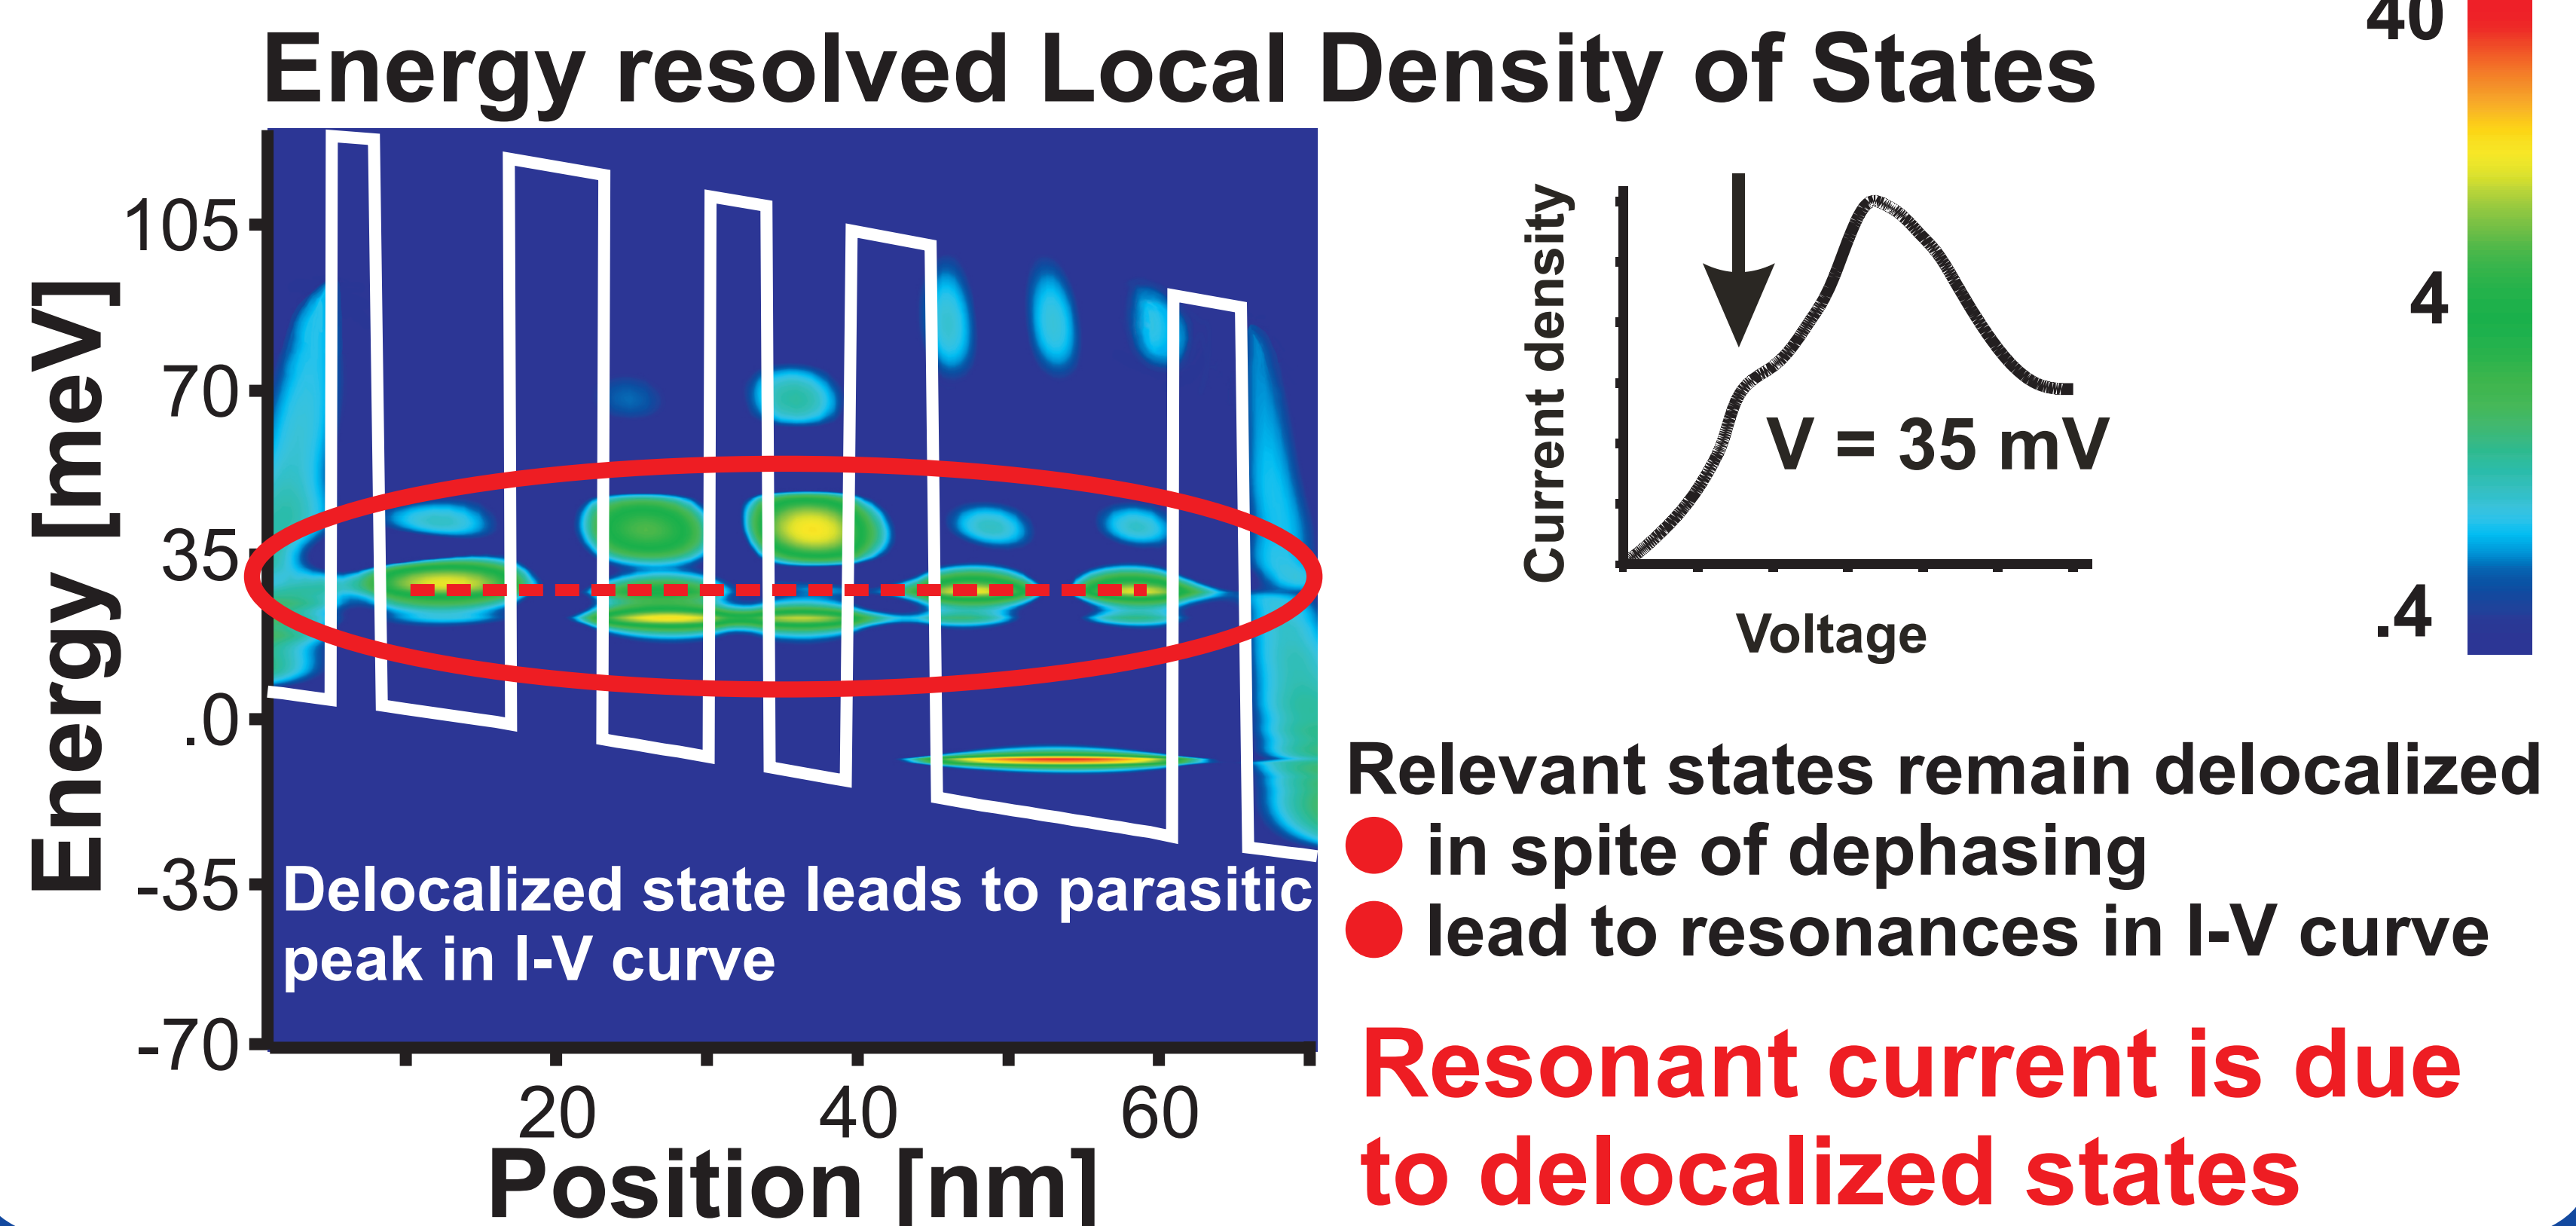 Energy resolved Local Density of States
Energy [meV]
105
70
35
.0
-35
-70
20
40
60
Position [nm]
Delocalized state leads to parasitic
peak in I-V curve
Current density
V = 35 mV
Voltage
40
4
.4
Relevant states remain delocalized
in spite of dephasing
lead to resonances in I-V curve
Resonant current is due
to delocalized states